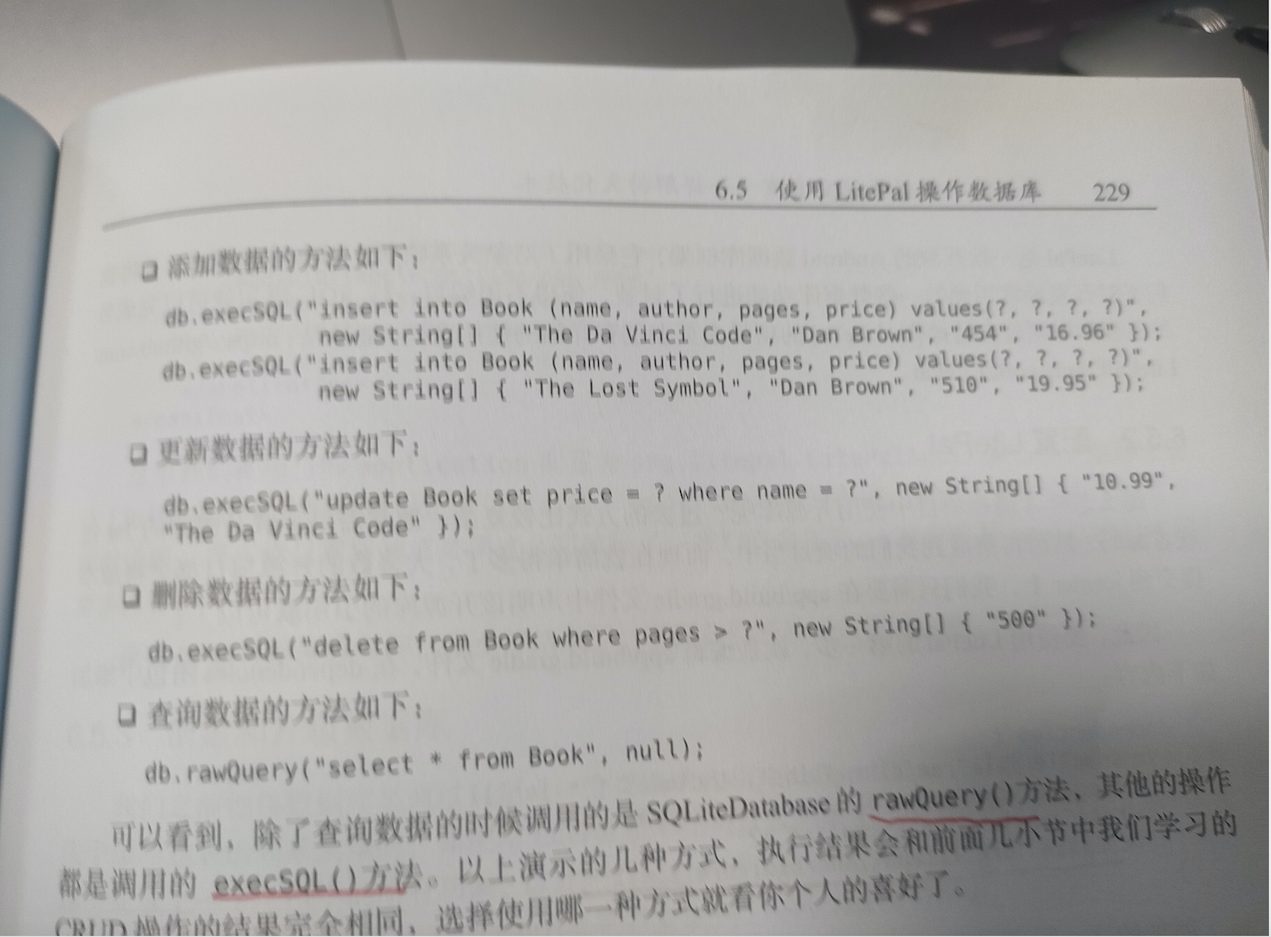 6.5 使用 LitePal 操作数据库 229
❏ 添加数据的方法如下：
db.execSQL("insert into Book (name, author, pages, price) values(?, ?, ?, ?)",
new String[] { "The Da Vinci Code", "Dan Brown", "454", "16.96" });
db.execSQL("insert into Book (name, author, pages, price) values(?, ?, ?, ?)",
new String[] { "The Lost Symbol", "Dan Brown", "510", "19.95" });
❏ 更新数据的方法如下：
db.execSQL("update Book set price = ? where name = ?", new String[] { "10.99",
"The Da Vinci Code" });
❏ 删除数据的方法如下：
db.execSQL("delete from Book where pages > ?", new String[] { "500" });
❏ 查询数据的方法如下：
db.rawQuery("select * from Book", null);
可以看到，除了查询数据的时候调用的是 SQLiteDatabase 的 rawQuery()方法，其他的操作
都是调用的 execSQL()方法。以上演示的几种方式，执行结果会和前面几小节中我们学习的
CRUD 操作的结果完全相同，选择使用哪一种方式就看你个人的喜好了。